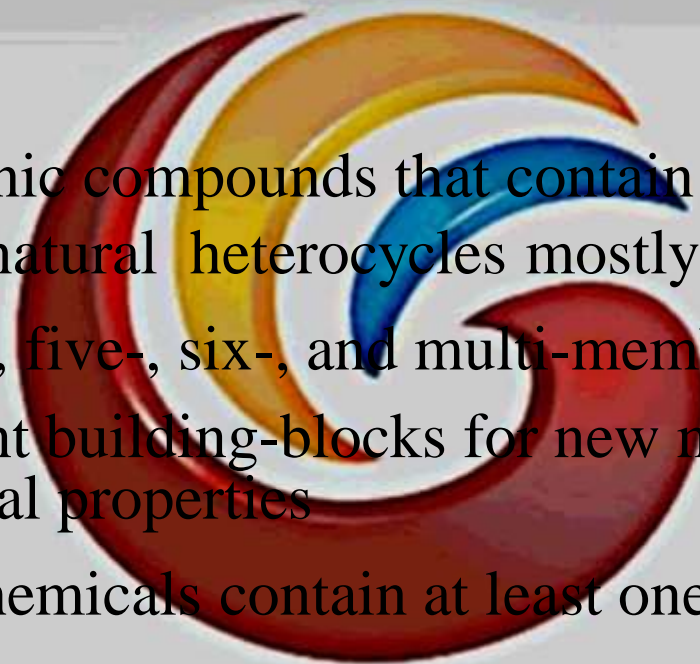 nic compounds that contain
natural heterocycles mostly
, five-, six-, and multi-mem
nt building-blocks for new
al properties
hemicals contain at least one